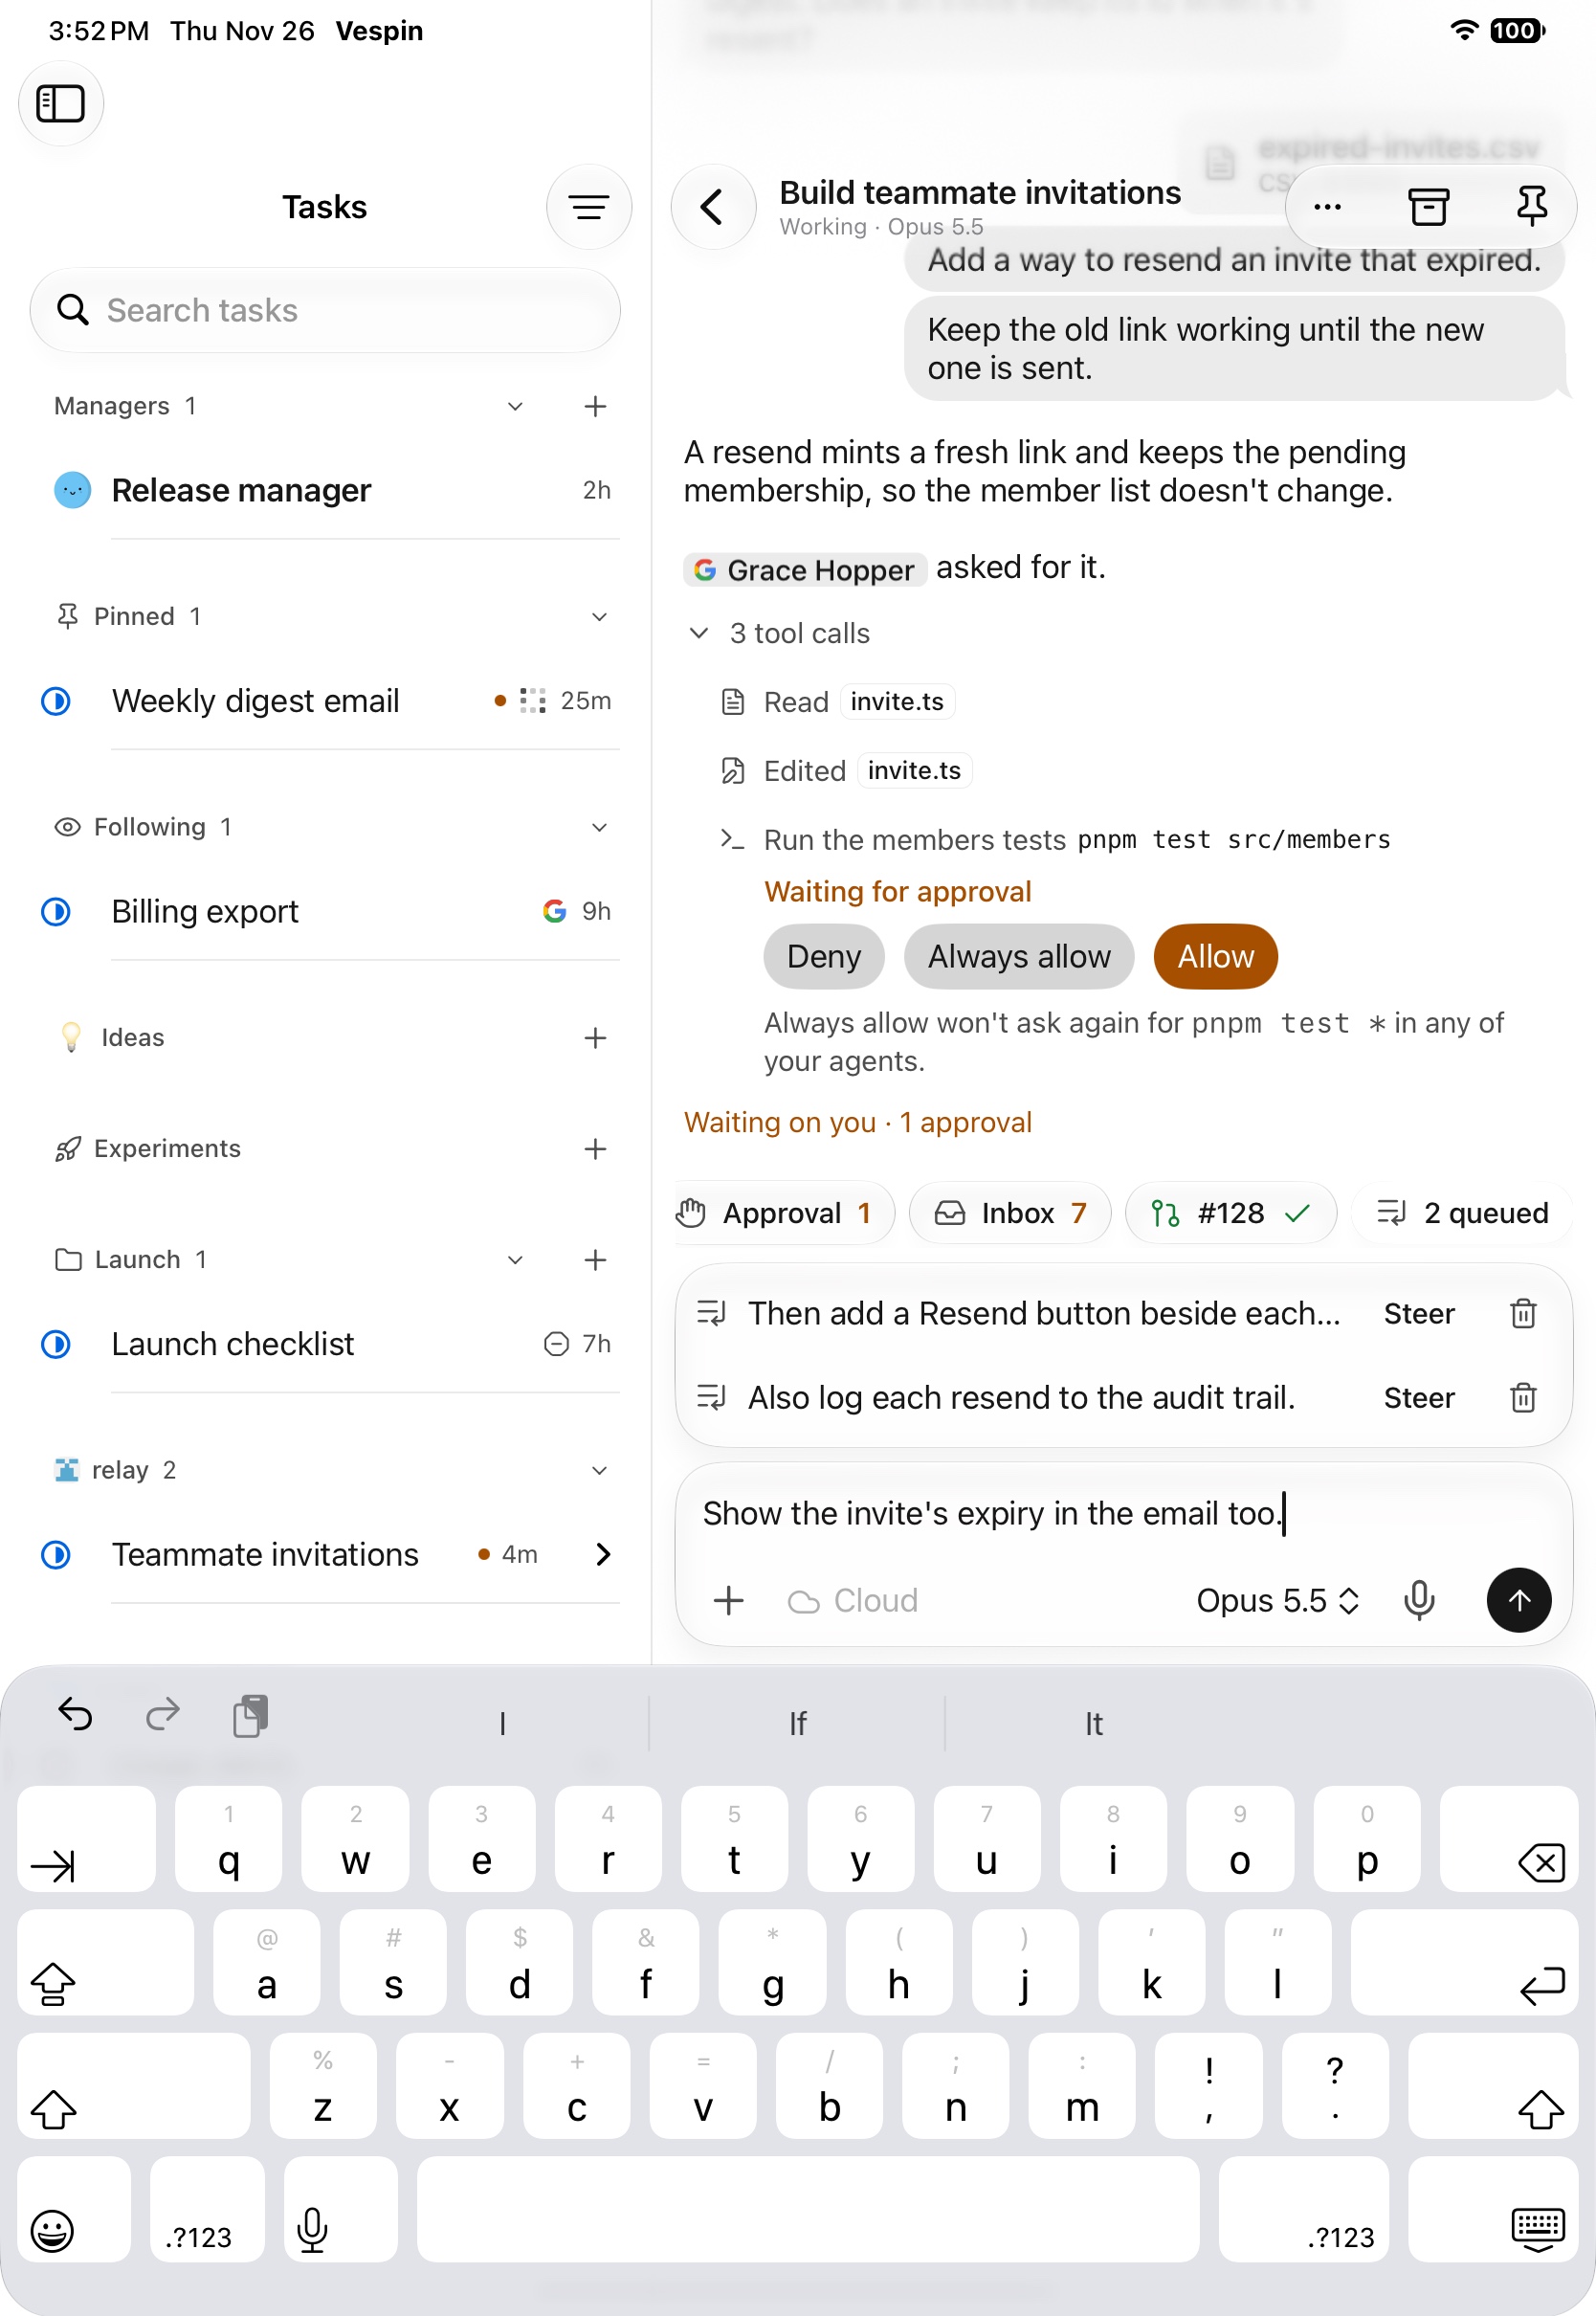 3:52 PM Thu Nov 26 Vespin
100
Tasks
Search tasks
Managers 1
Release manager 2h
Pinned 1
Weekly digest email 25m
Following 1
Billing export 9h
Ideas
Experiments
Launch 1
Launch checklist 7h
relay 2
Teammate invitations 4m
resent?
expired-invites.csv
Build teammate invitations
Working · Opus 5.5
Add a way to resend an invite that expired.
Keep the old link working until the new
one is sent.
A resend mints a fresh link and keeps the pending
membership, so the member list doesn't change.
Grace Hopper asked for it.
3 tool calls
Read invite.ts
Edited invite.ts
Run the members tests pnpm test src/members
Waiting for approval
Deny Always allow Allow
Always allow won't ask again for pnpm test * in any of
your agents.
Waiting on you · 1 approval
Approval 1 Inbox 7 #128 2 queued
Then add a Resend button beside each... Steer
Also log each resend to the audit trail. Steer
Show the invite's expiry in the email too.
Cloud Opus 5.5
I If It
1 2 3 4 5 6 7 8 9 0
q w e r t y u i o p
@ # $ & * ( ) ' "
a s d f g h j k l
% - + = / ; : ! ?
z x c v b n m , .
.?123 .?123